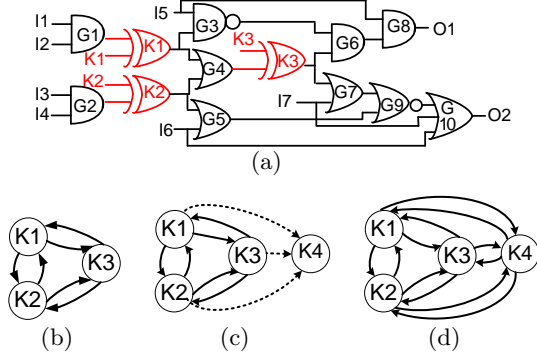 I1 G1 K1 K1 I5 G3 G8 O1
I2 K3 G6
K2 G4 K3
I3 G2 K2 I7 G7 G9 G 10 O2
I4 I6 G5
(a)
K1 K3 K2
K1 K3 K4 K2
K1 K3 K4 K2
(b) (c) (d)